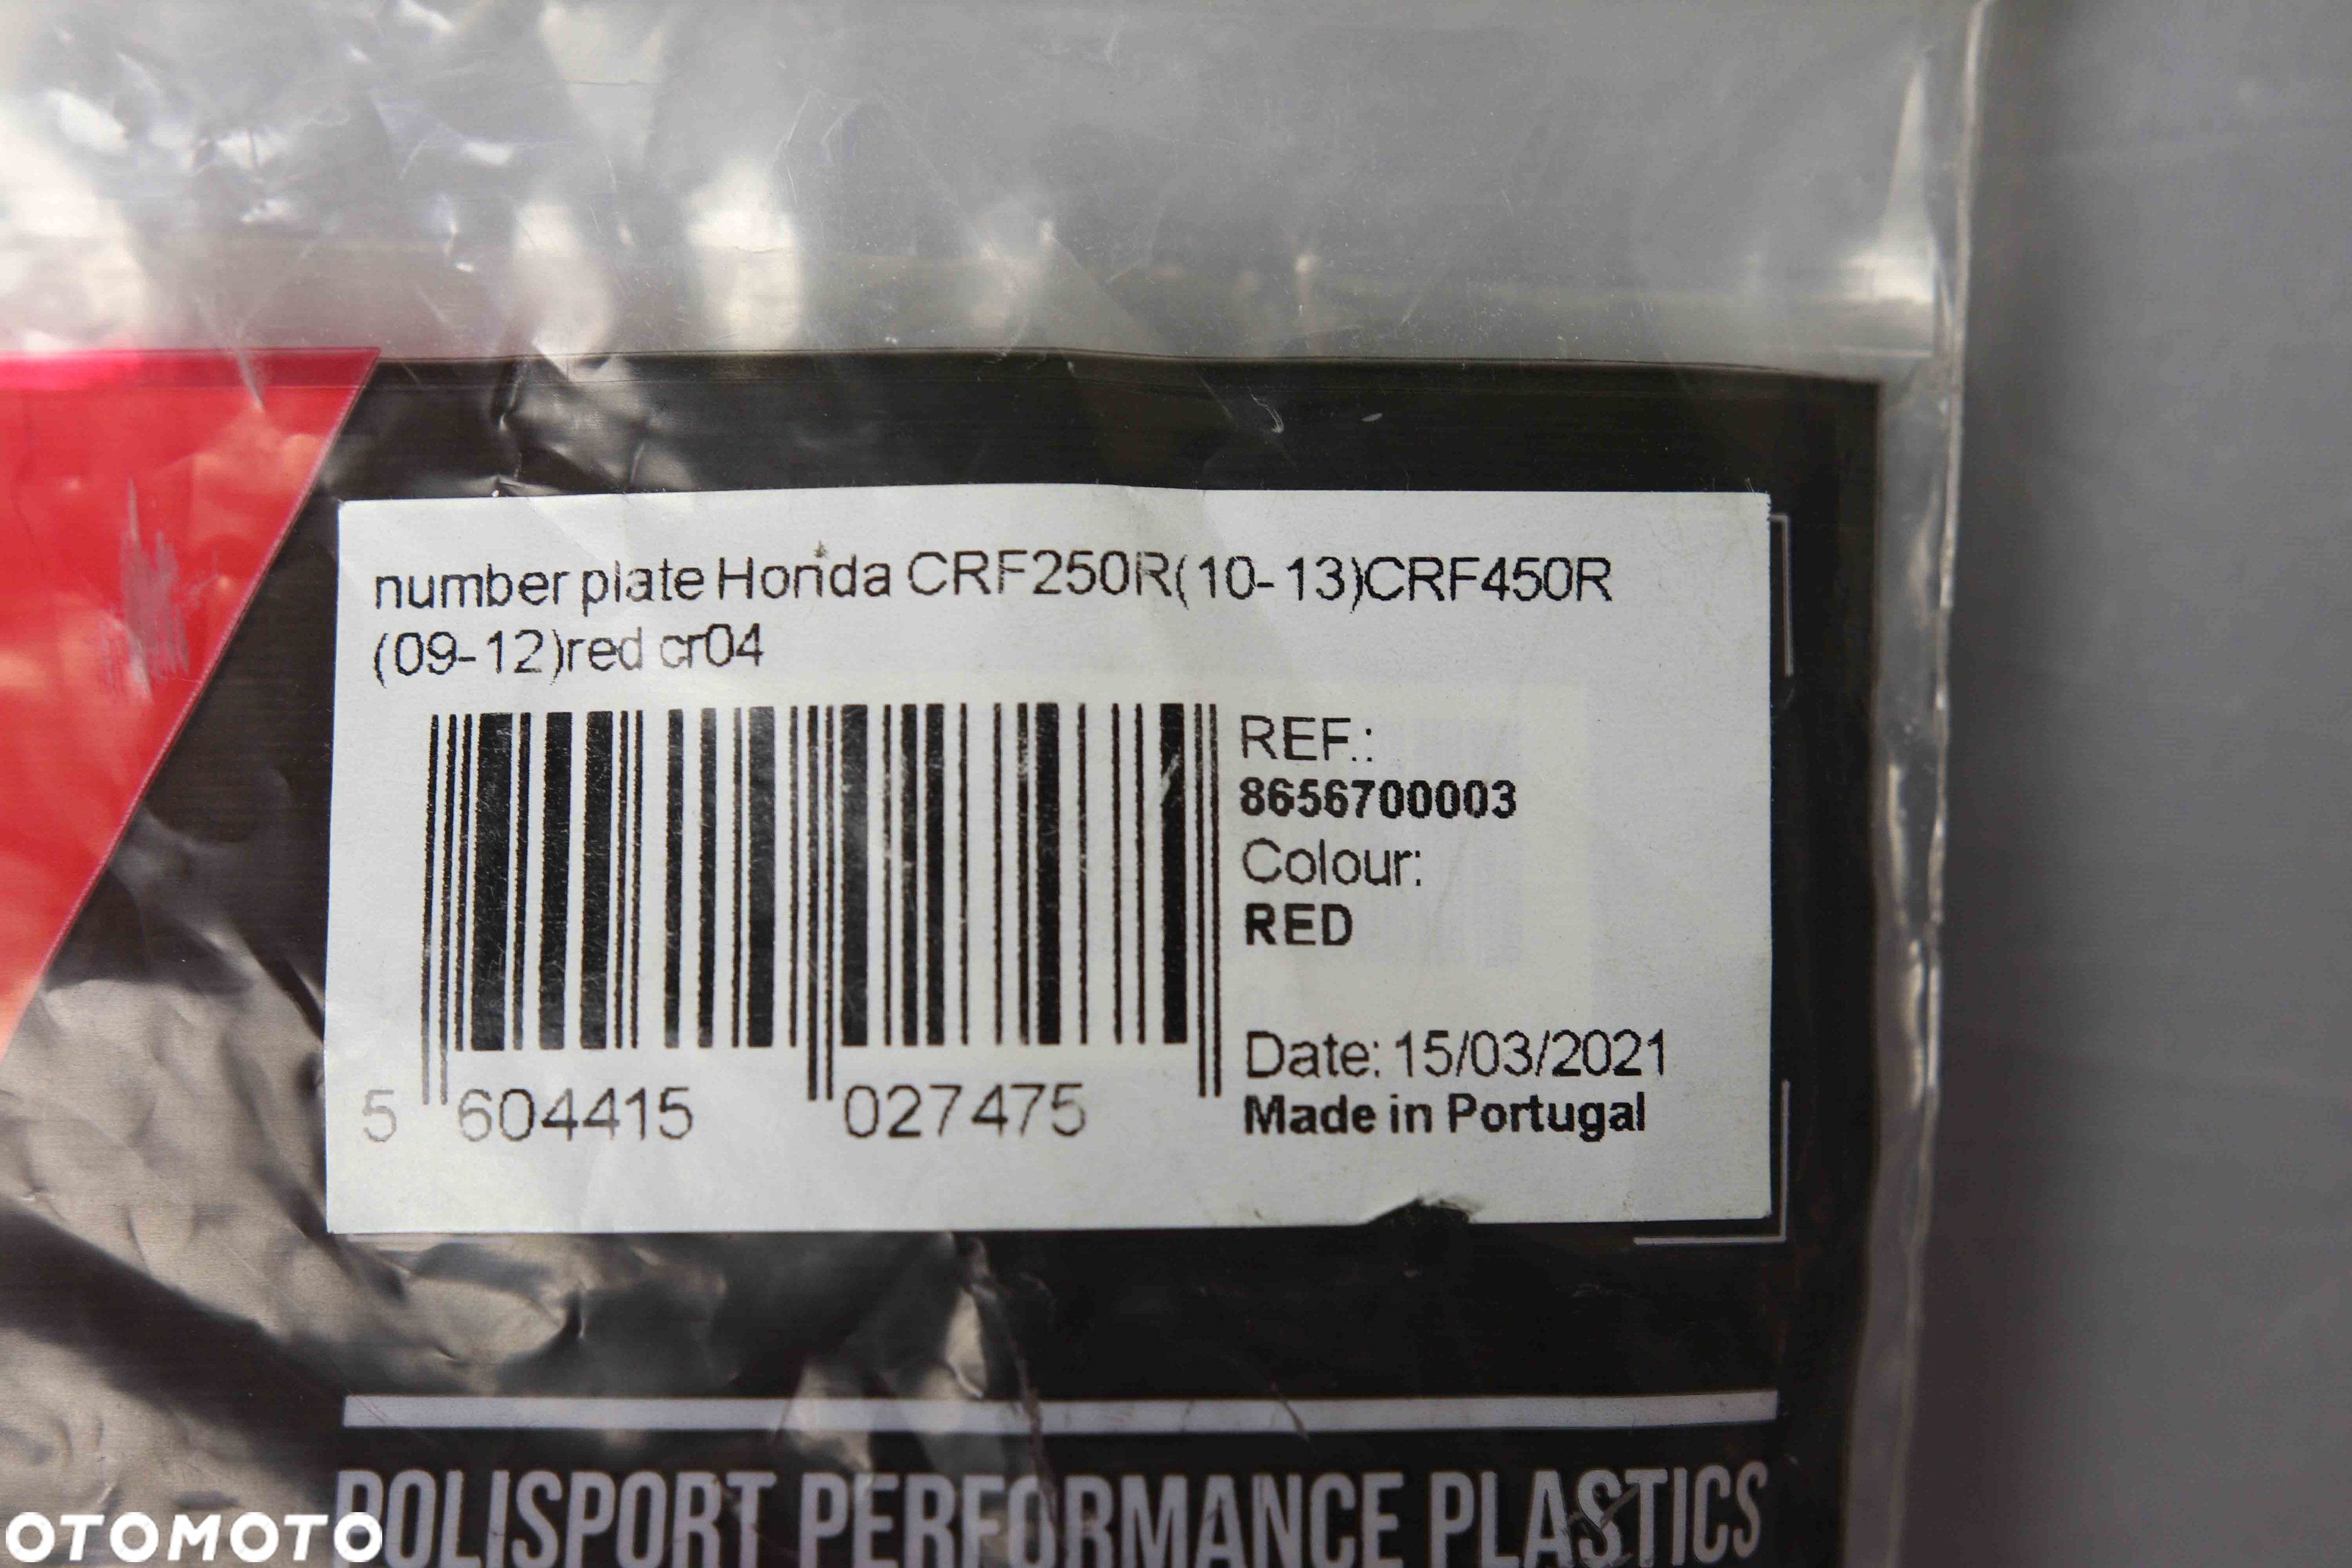 number plate Honda CRF250R(10-13)CRF450R
(09-12)red cr04
REF.:
8656700003
Colour:
RED
Date: 15/03/2021
Made in Portugal
5 604415 027475
POLISPORT PERFORMANCE PLASTICS
OTOMOTO